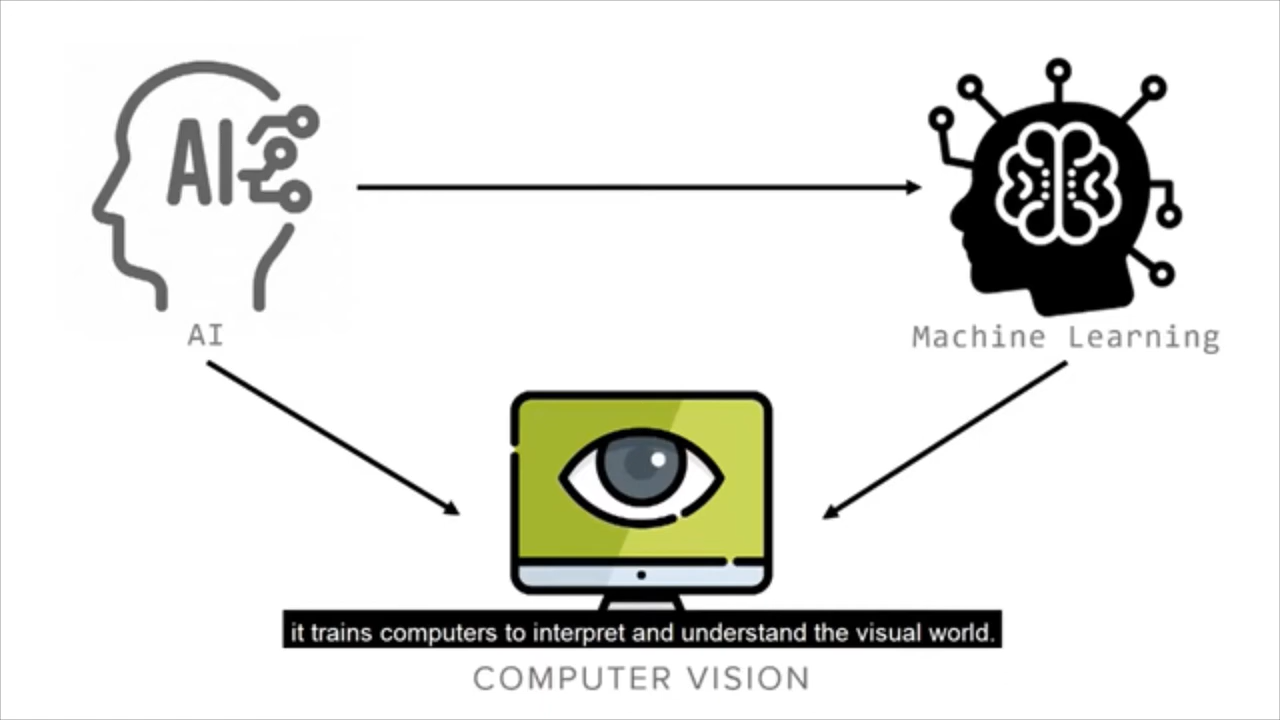 AI
AI
Machine Learning
it trains computers to interpret and understand the visual world.
COMPUTER VISION